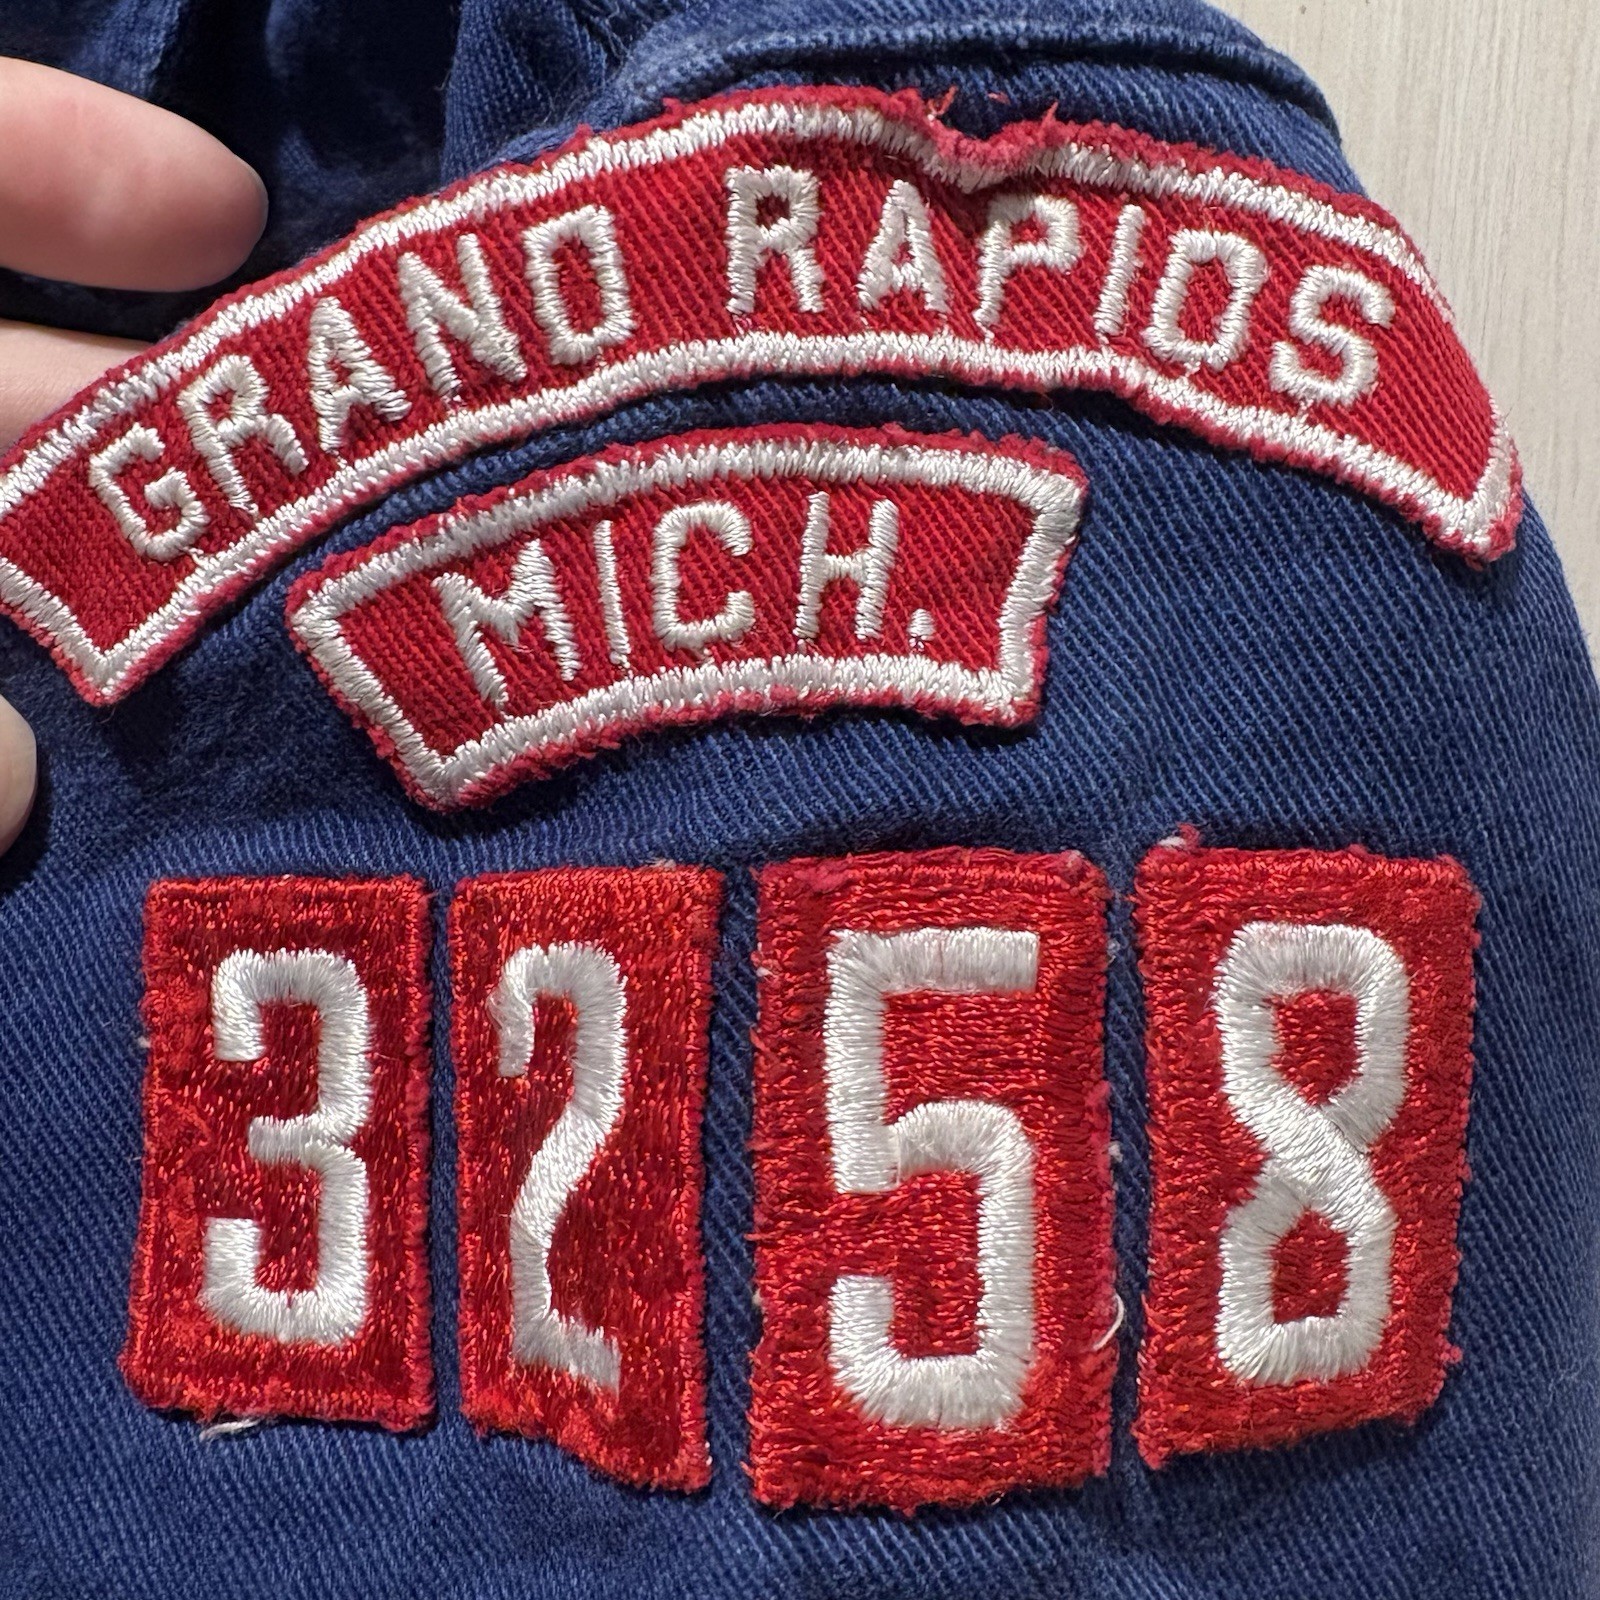 GRAND RAPIDS
MICH.
3258